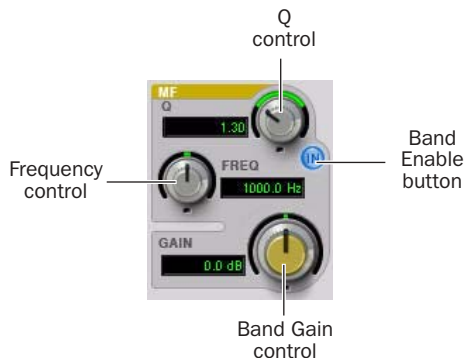 Q
control
MF
Q
1.30
IN
Band
Enable
button
Frequency
control
FREQ
1000.0 Hz
GAIN
0.0 dB
Band Gain
control